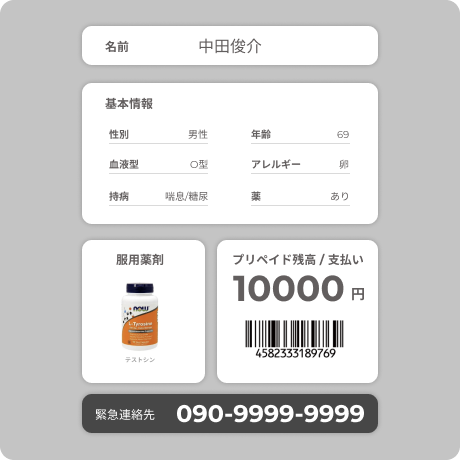 名前 中田俊介
基本情報
性別 男性 年齢 69
血液型 O型 アレルギー 卵
持病 喘息/糖尿 薬 あり
服用薬剤
NOW
L-Tyrosine
テストシン
プリペイド残高 / 支払い
10000 円
4582333189769
緊急連絡先 090-9999-9999